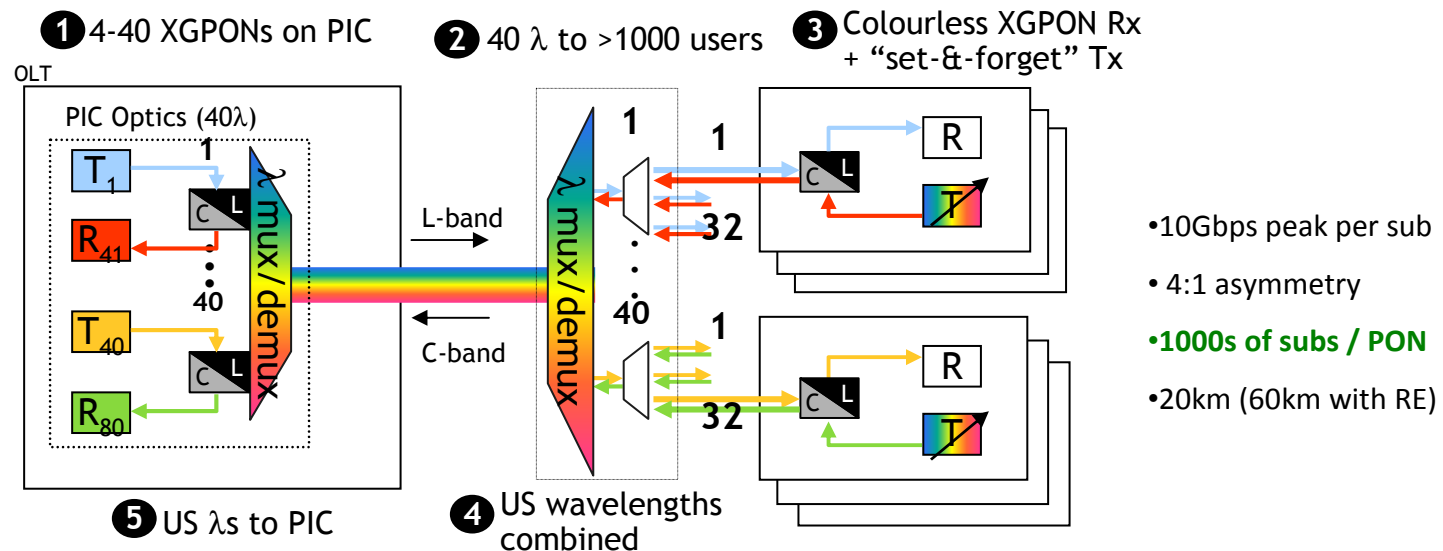 1 4-40 XGPONs on PIC
2 40 λ to >1000 users
3 Colourless XGPON Rx
+ “set-&-forget” Tx
OLT
PIC Optics (40λ)
1
T1
C L
R41
40
T40
C L
R80
λ mux/demux
L-band
C-band
λ mux/demux
1
40
1
32
1
32
C L
R
T
C L
R
T
•10Gbps peak per sub
• 4:1 asymmetry
•1000s of subs / PON
•20km (60km with RE)
5 US λs to PIC
4 US wavelengths
combined